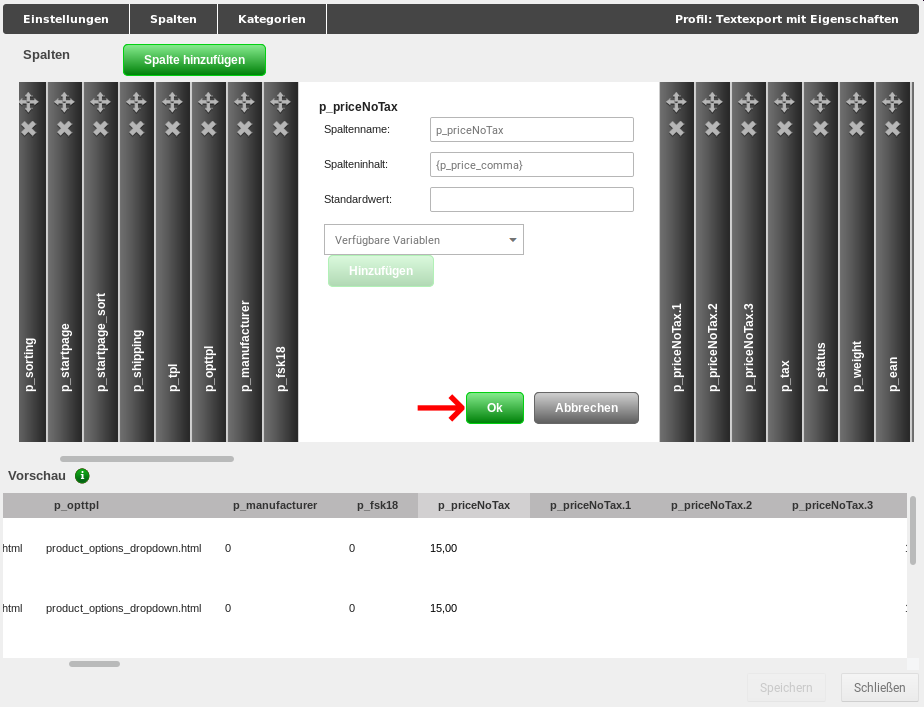 Einstellungen Spalten Kategorien Profil: Textexport mit Eigenschaften
Spalten Spalte hinzufügen
p_sorting
p_startpage
p_startpage_sort
p_shipping
p_tpl
p_opttpl
p_manufacturer
p_fsk18
p_priceNoTax
Spaltenname: p_priceNoTax
Spalteninhalt: {p_price_comma}
Standardwert:
Verfügbare Variablen
Hinzufügen
Ok Abbrechen
p_priceNoTax.1
p_priceNoTax.2
p_priceNoTax.3
p_tax
p_status
p_weight
p_ean
Vorschau
p_opttpl p_manufacturer p_fsk18 p_priceNoTax p_priceNoTax.1 p_priceNoTax.2 p_priceNoTax.3
html product_options_dropdown.html 0 0 15,00
html product_options_dropdown.html 0 0 15,00
Speichern Schließen